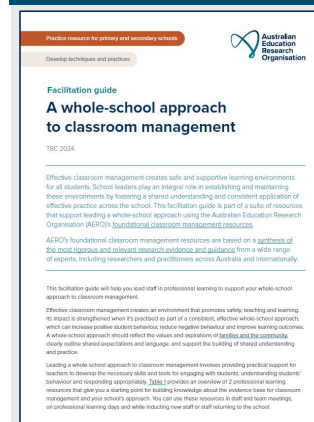 Practice resource for primary and secondary schools
Australian
Education
Research
Organisation
Develop techniques and practices
Facilitation guide
A whole-school approach
to classroom management
TBC 2024
Effective classroom management creates safe and supportive learning environments
for all students. School leaders play an integral role in establishing and maintaining
these environments by fostering a shared understanding and consistent application of
effective practice across the school. This facilitation guide is part of a suite of resources
that support leading a whole-school approach using the Australian Education Research
Organisation (AERO)'s foundational classroom management resources.
AERO's foundational classroom management resources are based on a synthesis of
the most rigorous and relevant research evidence and guidance from a wide range
of experts, including researchers and practitioners across Australia and internationally.
This facilitation guide will help you lead staff in professional learning to support your whole-school
approach to classroom management.
Effective classroom management creates an environment that promotes safety, teaching and learning.
Its impact is strengthened when it's practised as part of a consistent, effective whole-school approach,
which can increase positive student behaviour, reduce negative behaviour and improve learning outcomes.
A whole-school approach should reflect the values and aspirations of families and the community,
clearly outline shared expectations and language, and support the building of shared understanding
and practice.
Leading a whole-school approach to classroom management involves providing practical support for
teachers to develop the necessary skills and tools for engaging with students, understanding students'
behaviour and responding appropriately. Table 1 provides an overview of 2 professional learning
resources that give you a starting point for building knowledge about the evidence base for classroom
management and your school's approach. You can use these resources in staff and team meetings,
on professional learning days and while inducting new staff or staff returning to the school.